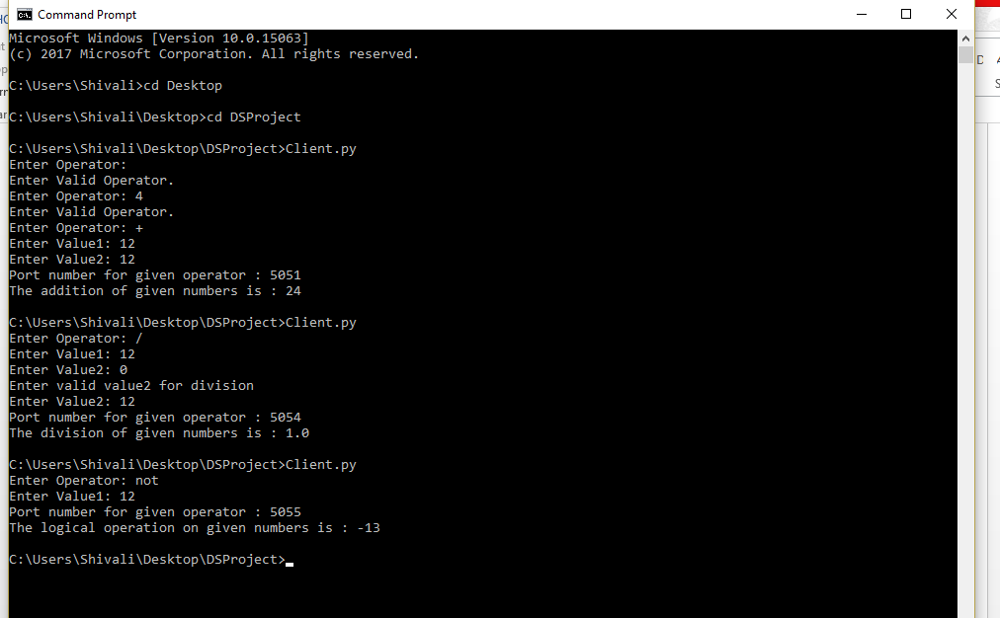 Command Prompt
Microsoft Windows [Version 10.0.15063]
(c) 2017 Microsoft Corporation. All rights reserved.
C:\Users\Shivali>cd Desktop
C:\Users\Shivali\Desktop>cd DSProject
C:\Users\Shivali\Desktop\DSProject>Client.py
Enter Operator:
Enter Valid Operator.
Enter Operator: 4
Enter Valid Operator.
Enter Operator: +
Enter Value1: 12
Enter Value2: 12
Port number for given operator : 5051
The addition of given numbers is : 24
C:\Users\Shivali\Desktop\DSProject>Client.py
Enter Operator: /
Enter Value1: 12
Enter Value2: 0
Enter valid value2 for division
Enter Value2: 12
Port number for given operator : 5054
The division of given numbers is : 1.0
C:\Users\Shivali\Desktop\DSProject>Client.py
Enter Operator: not
Enter Value1: 12
Port number for given operator : 5055
The logical operation on given numbers is : -13
C:\Users\Shivali\Desktop\DSProject>